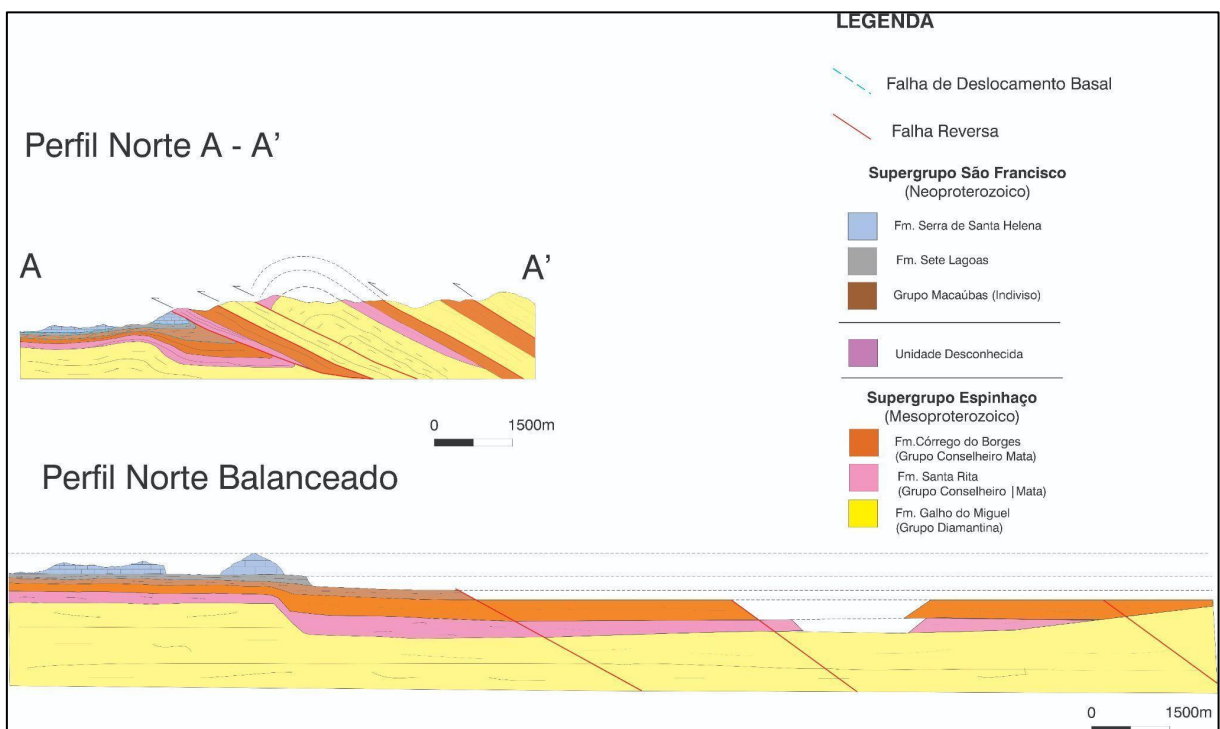 LEGENDA
Falha de Deslocamento Basal
Falha Reversa
Supergrupo São Francisco
(Neoproterozoico)
Fm. Serra de Santa Helena
Fm. Sete Lagoas
Grupo Macaúbas (Indiviso)
Unidade Desconhecida
Supergrupo Espinhaço
(Mesoproterozoico)
Fm.Córrego do Borges
(Grupo Conselheiro Mata)
Fm. Santa Rita
(Grupo Conselheiro |Mata)
Fm. Galho do Miguel
(Grupo Diamantina)
Perfil Norte A - A’
A
A’
0 1500m
Perfil Norte Balanceado
0 1500m